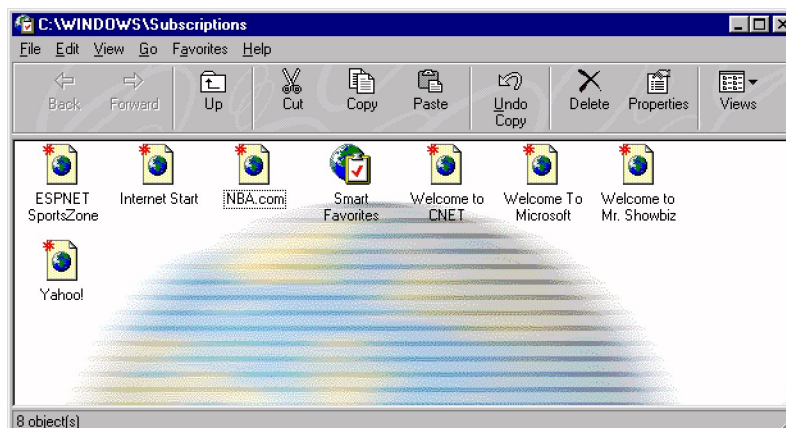 C:\WINDOWS\Subscriptions
File Edit View Go Favorites Help
Back Forward Up Cut Copy Paste Undo Copy Delete Properties Views
ESPNET SportsZone
Internet Start
NBA.com
Smart Favorites
Welcome to CNET
Welcome To Microsoft
Welcome to Mr. Showbiz
Yahoo!
8 object(s)